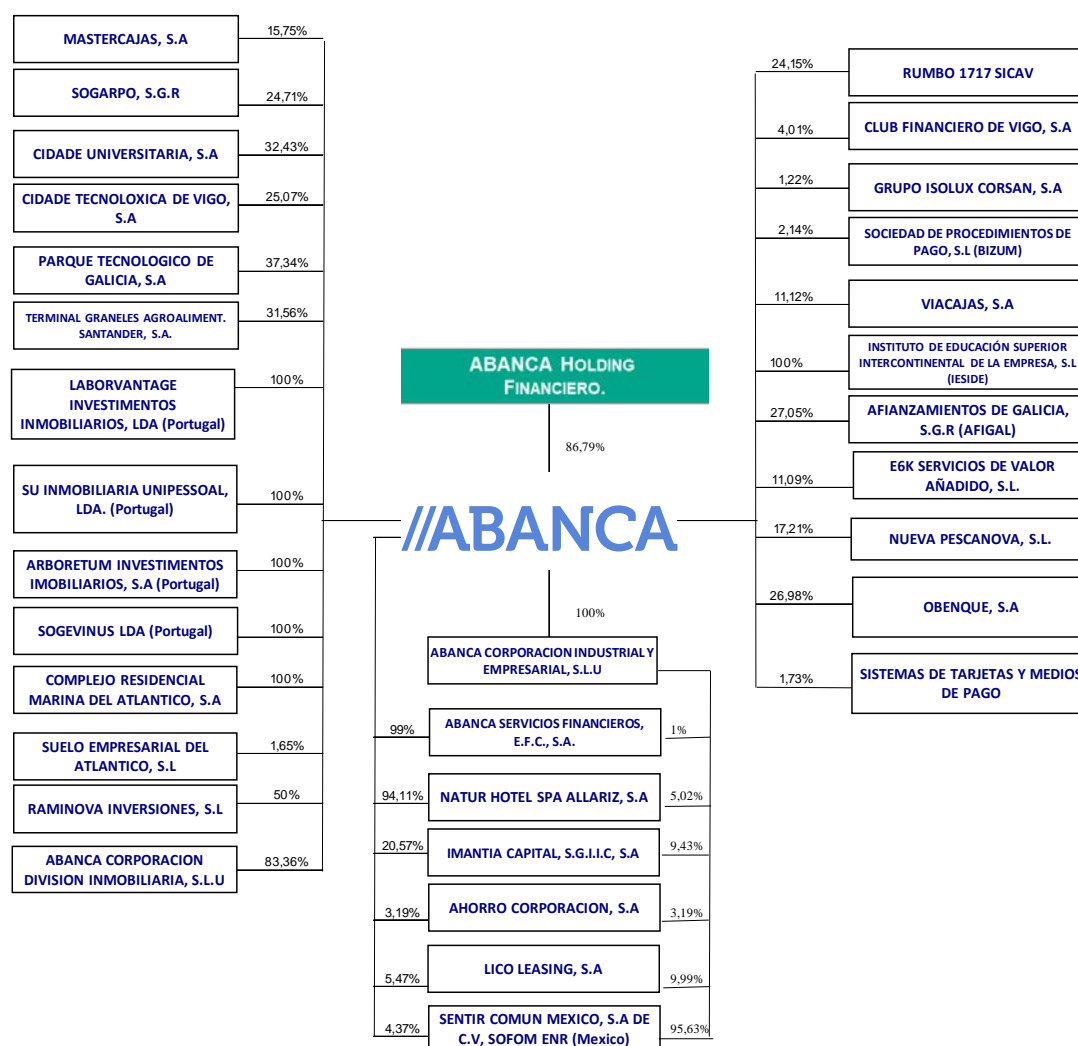 MASTERCAJAS, S.A
15,75%
SOGARPO, S.G.R
24,71%
CIDADE UNIVERSITARIA, S.A
32,43%
CIDADE TECNOLOXICA DE VIGO,
S.A
25,07%
PARQUE TECNOLOGICO DE
GALICIA, S.A
37,34%
TERMINAL GRANELES AGROALIMENT.
SANTANDER, S.A.
31,56%
LABORVANTAGE
INVESTIMENTOS
INMOBILIARIOS, LDA (Portugal)
100%
SU INMOBILIARIA UNIPESSOAL,
LDA. (Portugal)
100%
ARBORETUM INVESTIMENTOS
IMOBILIARIOS, S.A (Portugal)
100%
SOGEVINUS LDA (Portugal)
100%
COMPLEJO RESIDENCIAL
MARINA DEL ATLANTICO, S.A
100%
SUELO EMPRESARIAL DEL
ATLANTICO, S.L
1,65%
RAMINOVA INVERSIONES, S.L
50%
ABANCA CORPORACION
DIVISION INMOBILIARIA, S.L.U
83,36%
ABANCA HOLDING
FINANCIERO.
86,79%
//ABANCA
100%
ABANCA CORPORACION INDUSTRIAL Y
EMPRESARIAL, S.L.U
99%
ABANCA SERVICIOS FINANCIEROS,
E.F.C., S.A.
1%
94,11%
NATUR HOTEL SPA ALLARIZ, S.A
5,02%
20,57%
IMANTIA CAPITAL, S.G.I.I.C, S.A
9,43%
3,19%
AHORRO CORPORACION, S.A
3,19%
5,47%
LICO LEASING, S.A
9,99%
4,37%
SENTIR COMUN MEXICO, S.A DE
C.V, SOFOM ENR (Mexico)
95,63%
24,15%
RUMBO 1717 SICAV
4,01%
CLUB FINANCIERO DE VIGO, S.A
1,22%
GRUPO ISOLUX CORSAN, S.A
2,14%
SOCIEDAD DE PROCEDIMIENTOS DE
PAGO, S.L (BIZUM)
11,12%
VIACAJAS, S.A
100%
INSTITUTO DE EDUCACIÓN SUPERIOR
INTERCONTINENTAL DE LA EMPRESA, S.L
(IESIDE)
27,05%
AFIANZAMIENTOS DE GALICIA,
S.G.R (AFIGAL)
11,09%
E6K SERVICIOS DE VALOR
AÑADIDO, S.L.
17,21%
NUEVA PESCANOVA, S.L.
26,98%
OBENQUE, S.A
1,73%
SISTEMAS DE TARJETAS Y MEDIOS
DE PAGO